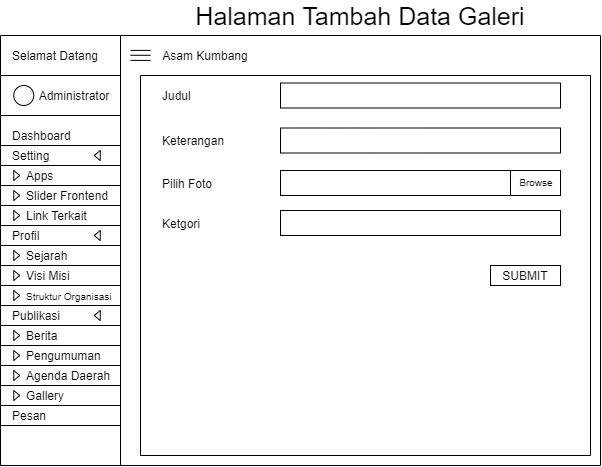 Halaman Tambah Data Galeri
Selamat Datang
Asam Kumbang
Administrator
Dashboard
Setting
Apps
Slider Frontend
Link Terkait
Profil
Sejarah
Visi Misi
Struktur Organisasi
Publikasi
Berita
Pengumuman
Agenda Daerah
Gallery
Pesan
Judul
Keterangan
Pilih Foto
Browse
Ketgori
SUBMIT